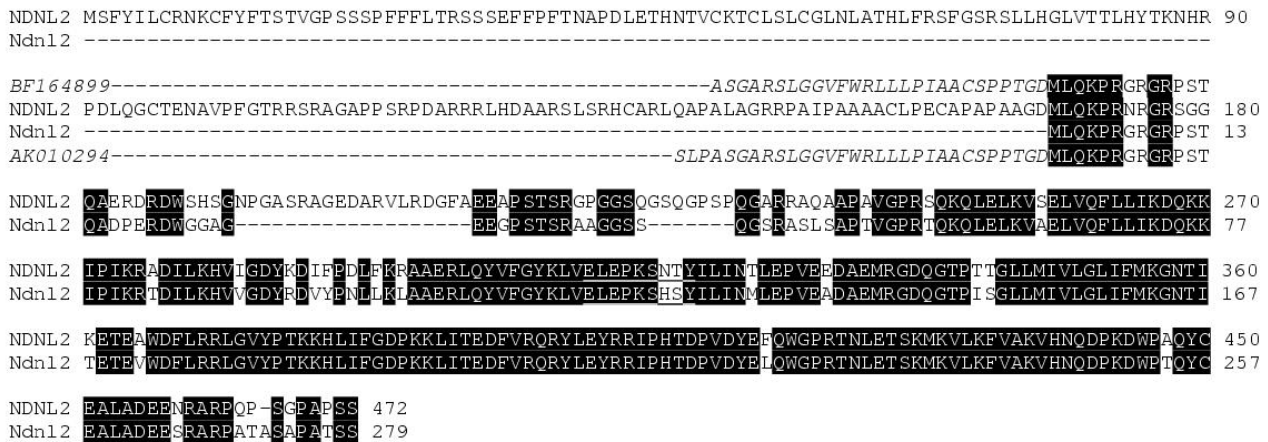 NDNL2 MSFYILCRNKCFYFTSTVGPSSSPFFFLTRSSSEFFPFTNAPDLETHNTVCKTCLSLCGLNLATHLFRSFGSRSLLHGLVTTLHYTKNHR 90
Ndnl2 ------------------------------------------------------------------------------------------
BF164899------------------------------------------------ASGARSLGGVFWRLLLPIAACSPPTGDMLQKPRGRGRPST
NDNL2 PDLQGCTENAVPFGTRRSRAGAPPSRPDARRRLHDAARSLSRHCARLQAPALAGRRPAIPAAAACLPECAPAPAAGDMLQKPRNRGRSGG 180
Ndnl2 -----------------------------------------------------------------------------MLQKPRGRGRPST 13
AK010294---------------------------------------------SLPASGARSLGGVFWRLLLPIAACSPPTGDMLQKPRGRGRPST
NDNL2 QAERDRDWSHSGNPGASRAGEDARVLRDGFAEEAPSTSRGPGGSQGSQGPSPQGARRAQAAPAVGPRSQKQLELKVSELVQFLLIKDQKK 270
Ndnl2 QADPERDWGGAG-------------------EEGPSTSRAAGGSS-------QGSRASLSAPTVGPRTQKQLELKVAELVQFLLIKDQKK 77
NDNL2 IPIKRADILKHVIGDYKDIFPDLFKRAAERLQYVFGYKLVELEPKSNTYILINTLEPVEEDAEMRGDQGTPTTGLLMIVLGLIFMKGNTI 360
Ndnl2 IPIKRTDILKHVVGDYRDVYPNLLKLAAERLQYVFGYKLVELEPKSHSYILINMLEPVEADAEMRGDQGTPISGLLMIVLGLIFMKGNTI 167
NDNL2 KETEAWDFLRRLGVYPTKKHLIFGDPKKLITEDFVRQRYLEYRRIPHTDPVDYEFQWGPRTNLETSKMKVLKFVAKVHNQDPKDWPAQYC 450
Ndnl2 TETEVWDFLRRLGVYPTKKHLIFGDPKKLITEDFVRQRYLEYRRIPHTDPVDYELQWGPRTNLETSKMKVLKFVAKVHNQDPKDWPTQYC 257
NDNL2 EALADEENRARPQP-SGPAPSS 472
Ndnl2 EALADEESRARPATASAPATSS 279